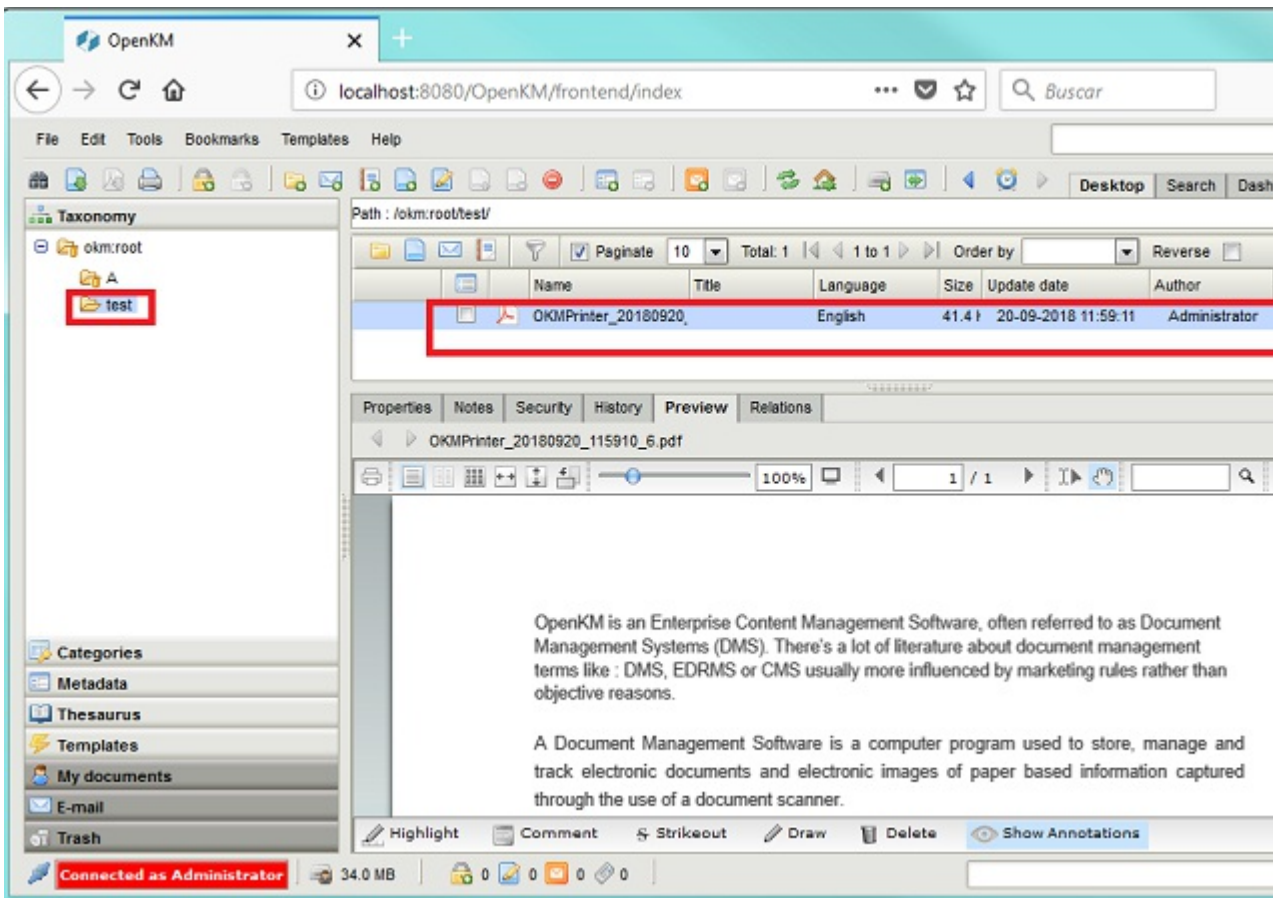 OpenKM
localhost:8080/OpenKM/frontend/index
Buscar
File Edit Tools Bookmarks Templates Help
Desktop Search Dash
Taxonomy
okm:root
A
test
Path : /okm:root/test/
Paginate 10 Total: 1 1 to 1 Order by Reverse
Name Title Language Size Update date Author
OKMPrinter_20180920_ English 41.4 20-09-2018 11:59:11 Administrator
Properties Notes Security History Preview Relations
OKMPrinter_20180920_115910_6.pdf
100% 1 / 1
OpenKM is an Enterprise Content Management Software, often referred to as Document
Management Systems (DMS). There's a lot of literature about document management
terms like : DMS, EDRMS or CMS usually more influenced by marketing rules rather than
objective reasons.
A Document Management Software is a computer program used to store, manage and
track electronic documents and electronic images of paper based information captured
through the use of a document scanner.
Categories
Metadata
Thesaurus
Templates
My documents
E-mail
Trash
Highlight Comment Strikeout Draw Delete Show Annotations
Connected as Administrator 34.0 MB 0 0 0 0